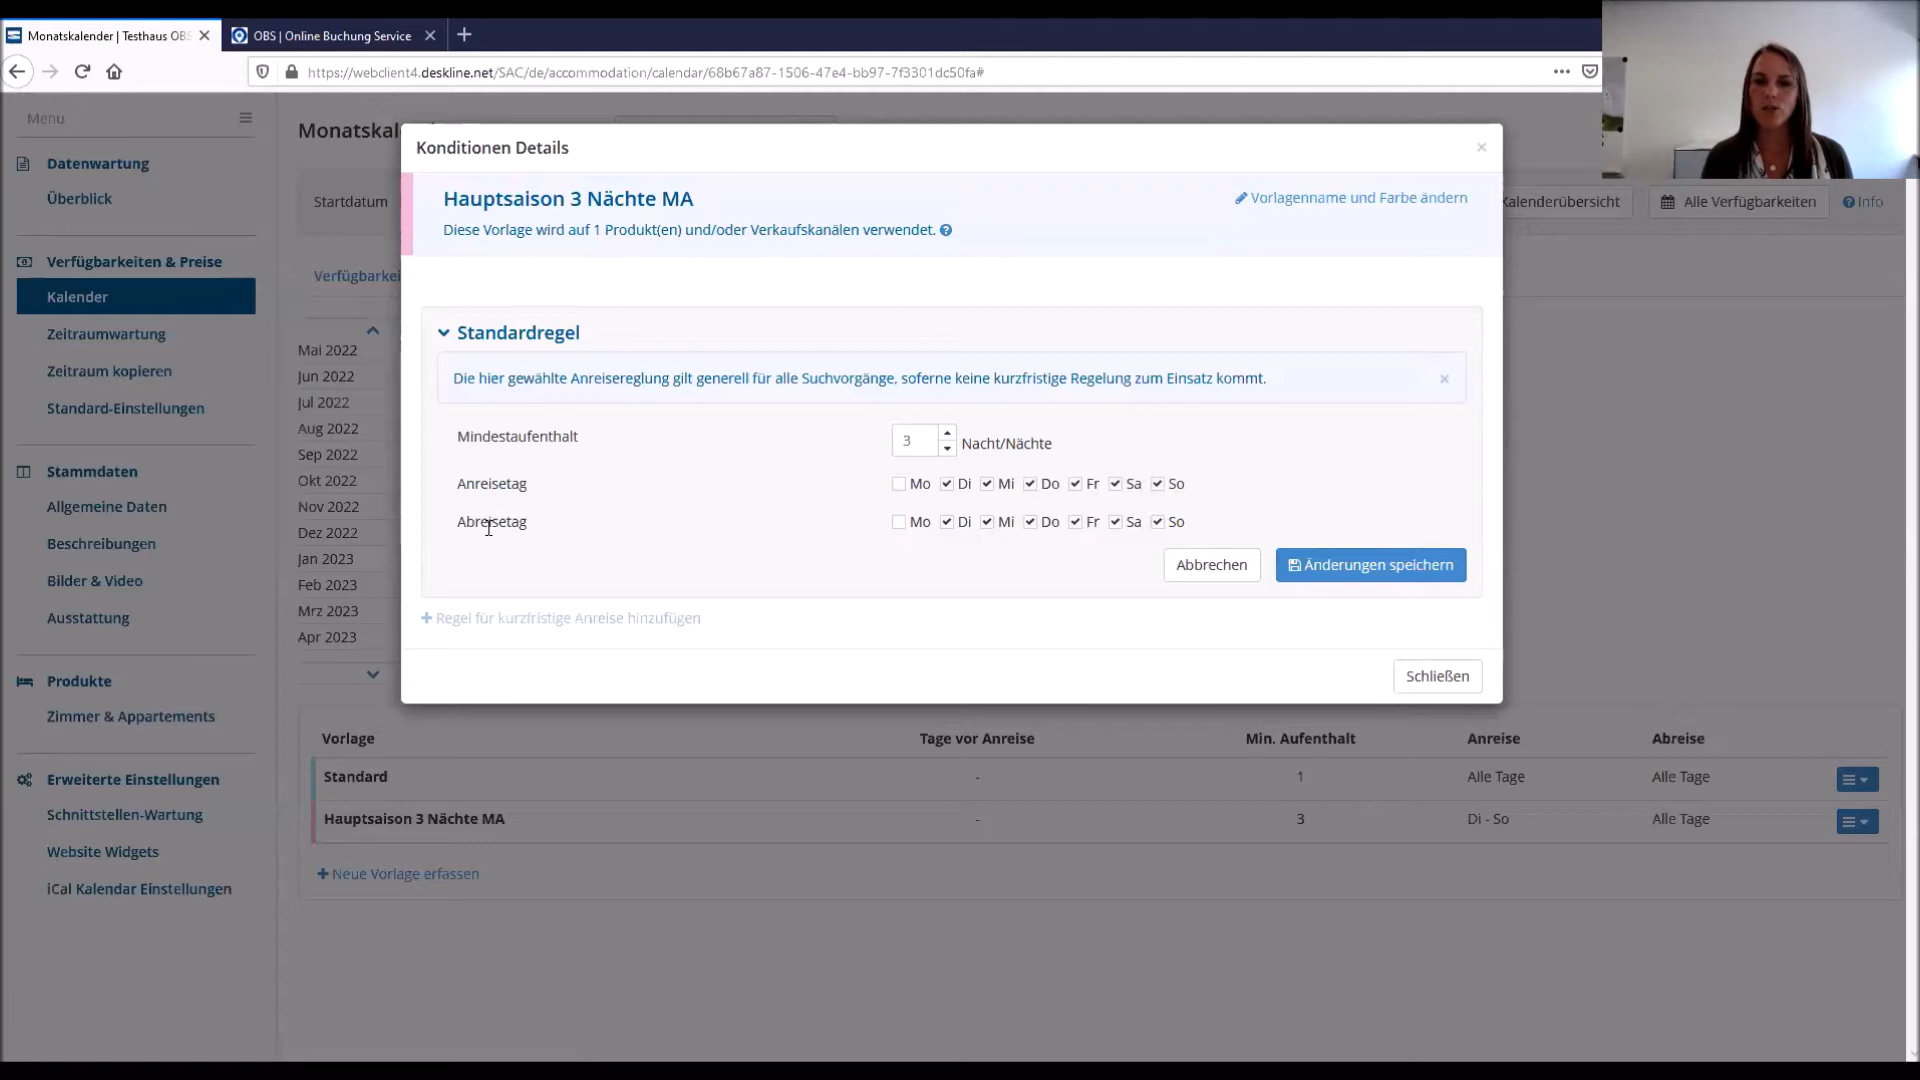 Monatskalender | Testhaus OBS
OBS | Online Buchung Service
https://webclient4.deskline.net/SAC/de/accommodation/calendar/68b67a87-1506-47e4-bb97-7f3301dc50fa#
Menu
Datenwartung
Überblick
Verfügbarkeiten & Preise
Kalender
Zeitraumwartung
Zeitraum kopieren
Standard-Einstellungen
Stammdaten
Allgemeine Daten
Beschreibungen
Bilder & Video
Ausstattung
Produkte
Zimmer & Appartements
Erweiterte Einstellungen
Schnittstellen-Wartung
Website Widgets
iCal Kalendar Einstellungen
Monatskal
Startdatum
Kalenderübersicht
Alle Verfügbarkeiten
Info
Verfügbarkei
Mai 2022
Jun 2022
Jul 2022
Aug 2022
Sep 2022
Okt 2022
Nov 2022
Dez 2022
Jan 2023
Feb 2023
Mrz 2023
Apr 2023
Konditionen Details
Hauptsaison 3 Nächte MA
Vorlagenname und Farbe ändern
Diese Vorlage wird auf 1 Produkt(en) und/oder Verkaufskanälen verwendet.
Standardregel
Die hier gewählte Anreisereglung gilt generell für alle Suchvorgänge, soferne keine kurzfristige Regelung zum Einsatz kommt.
Mindestaufenthalt 3 Nacht/Nächte
Anreisetag Mo Di Mi Do Fr Sa So
Abreisetag Mo Di Mi Do Fr Sa So
Abbrechen Änderungen speichern
+ Regel für kurzfristige Anreise hinzufügen
Schließen
Vorlage Tage vor Anreise Min. Aufenthalt Anreise Abreise
Standard - 1 Alle Tage Alle Tage
Hauptsaison 3 Nächte MA - 3 Di - So Alle Tage
+ Neue Vorlage erfassen